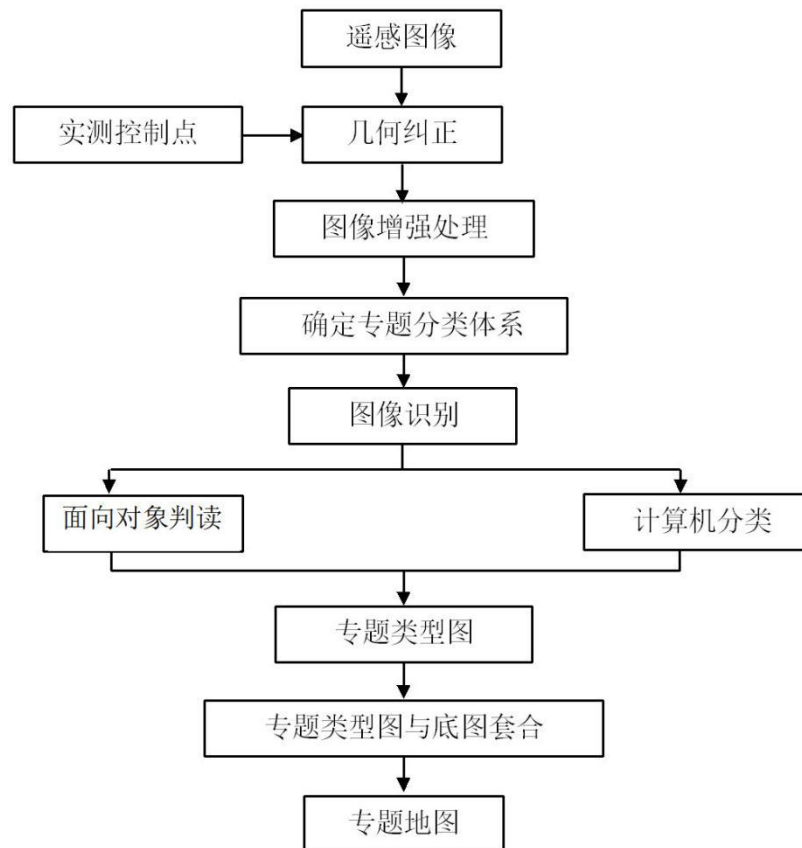 遥感图像
实测控制点
几何纠正
图像增强处理
确定专题分类体系
图像识别
面向对象判读
计算机分类
专题类型图
专题类型图与底图套合
专题地图